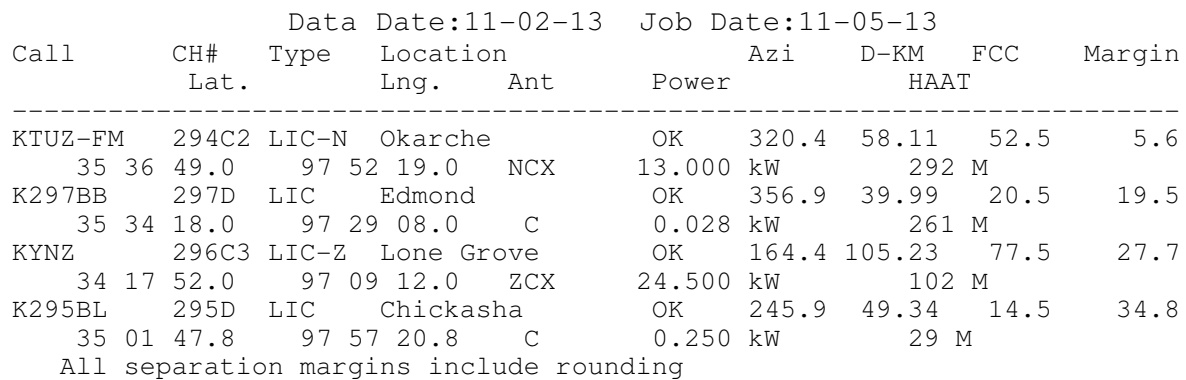 Data Date:11-02-13  Job Date:11-05-13
Call      CH#   Type  Location               Azi    D-KM   FCC    Margin
           Lat.        Lng.   Ant      Power           HAAT
-------------------------------------------------------------------------
KTUZ-FM   294C2 LIC-N  Okarche          OK    320.4  58.11  52.5     5.6
    35 36 49.0    97 52 19.0   NCX     13.000 kW       292 M
K297BB    297D  LIC    Edmond           OK    356.9  39.99  20.5    19.5
    35 34 18.0    97 29 08.0    C       0.028 kW       261 M
KYNZ      296C3 LIC-Z  Lone Grove       OK    164.4 105.23  77.5    27.7
    34 17 52.0    97 09 12.0   ZCX     24.500 kW       102 M
K295BL    295D  LIC    Chickasha        OK    245.9  49.34  14.5    34.8
    35 01 47.8    97 57 20.8    C       0.250 kW       29 M
   All separation margins include rounding